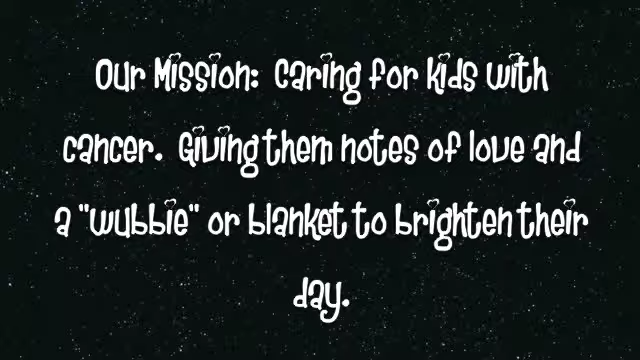 Our Mission: Caring for kids with
cancer. Giving them notes of love and
a "wubbie" or blanket to brighten their
day.